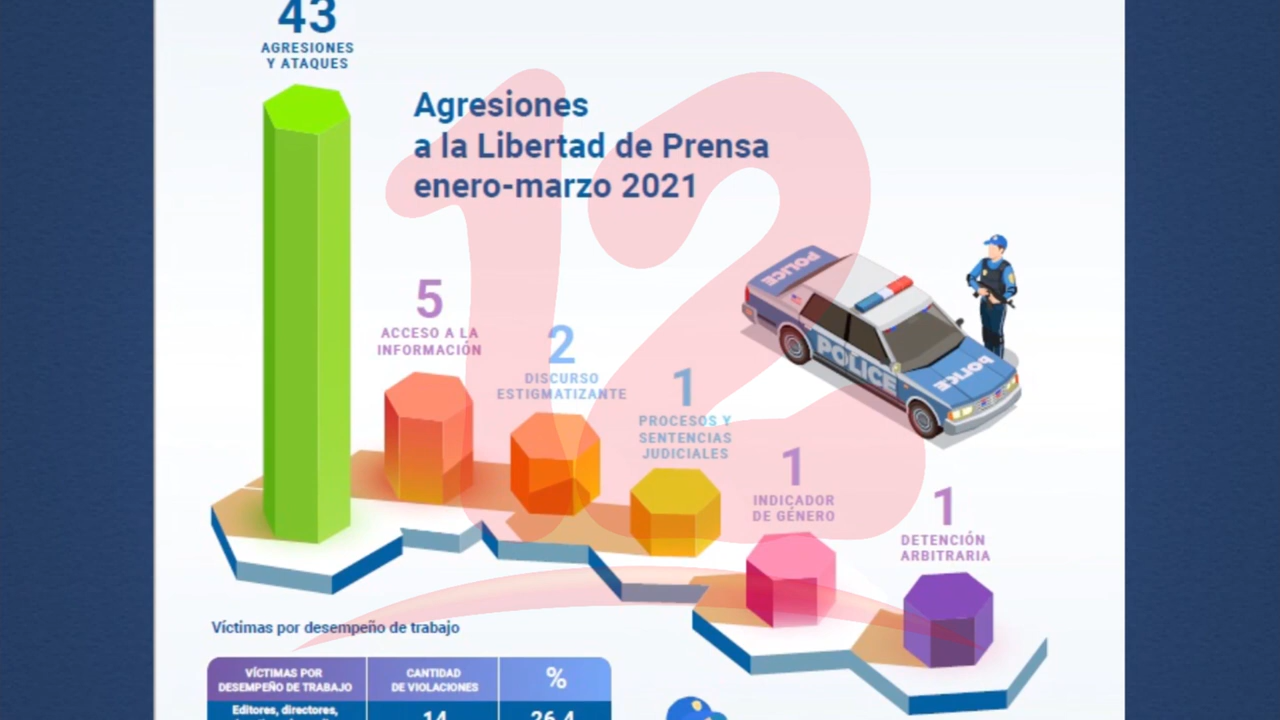 43
AGRESIONES
Y ATAQUES
Agresiones
a la Libertad de Prensa
enero-marzo 2021
5
ACCESO A LA
INFORMACIÓN
2
DISCURSO
ESTIGMATIZANTE
1
PROCESOS Y
SENTENCIAS
JUDICIALES
1
INDICADOR
DE GÉNERO
1
DETENCIÓN
ARBITRARIA
POLICE
POLICE
POLICE
12
Víctimas por desempeño de trabajo
VÍCTIMAS POR
DESEMPEÑO DE TRABAJO
CANTIDAD
DE VIOLACIONES
%
Editores, directores,
14
26,4